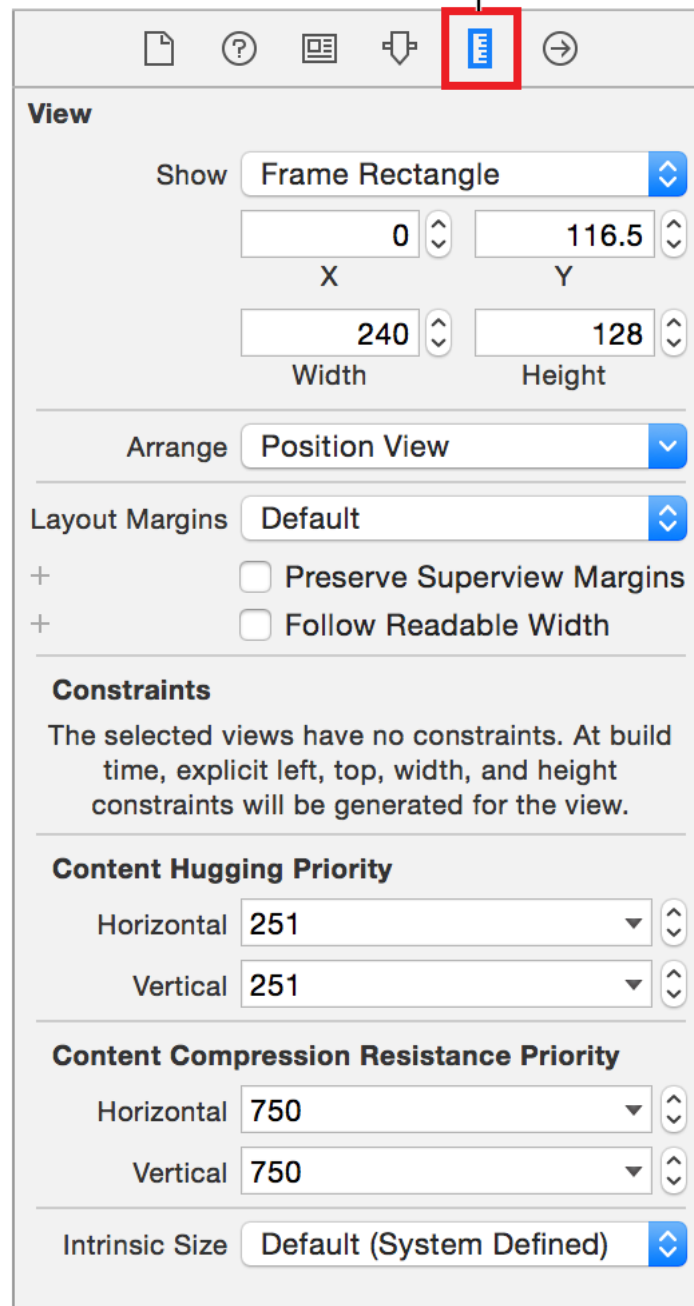 View
Show Frame Rectangle
0 116.5
X Y
240 128
Width Height
Arrange Position View
Layout Margins Default
Preserve Superview Margins
Follow Readable Width
Constraints
The selected views have no constraints. At build
time, explicit left, top, width, and height
constraints will be generated for the view.
Content Hugging Priority
Horizontal 251
Vertical 251
Content Compression Resistance Priority
Horizontal 750
Vertical 750
Intrinsic Size Default (System Defined)